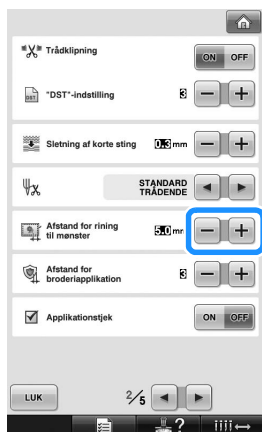 Trådklipning
ON OFF
DST
"DST"-indstilling
3
Sletning af korte sting
0.3 mm
STANDARD
TRÅDENDE
Afstand for rining
til mønster
5.0 mm
Afstand for
broderiapplikation
3
Applikationstjek
ON OFF
LUK
2/5
?